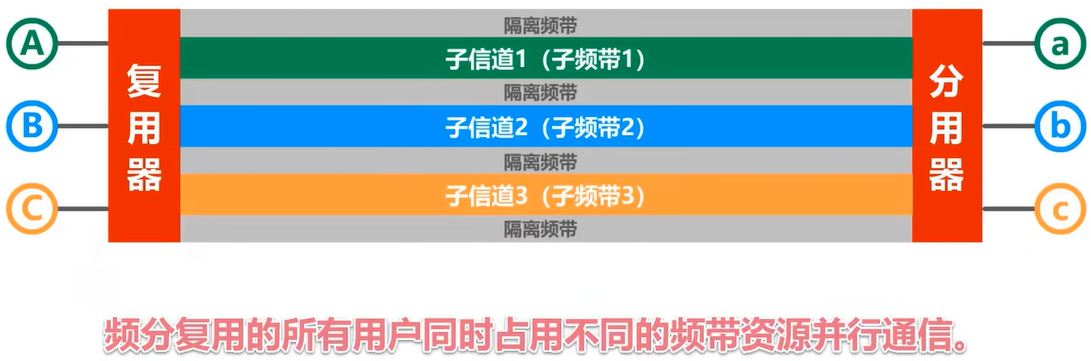 隔离频带
A
子信道1（子频带1）
a
隔离频带
复用器
分用器
B
子信道2（子频带2）
b
隔离频带
C
子信道3（子频带3）
c
隔离频带
频分复用的所有用户同时占用不同的频带资源并行通信。